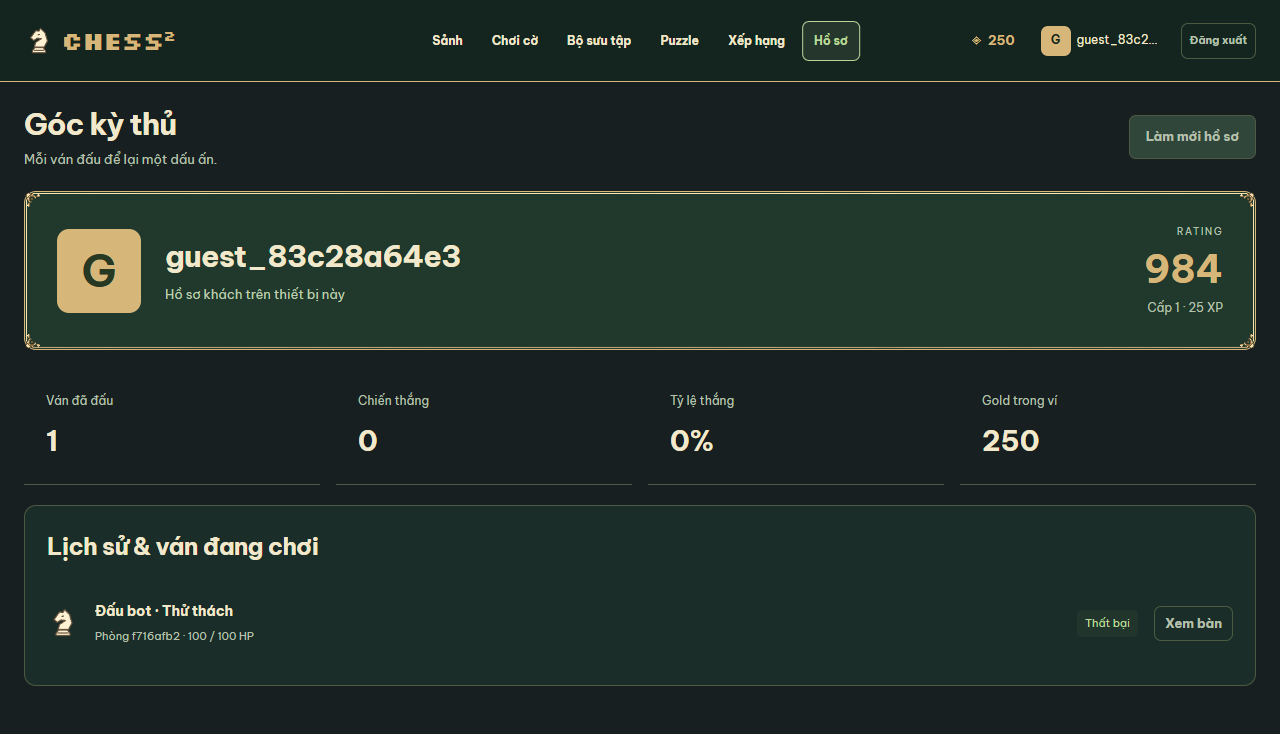 CHESS²
Sảnh
Chơi cờ
Bộ sưu tập
Puzzle
Xếp hạng
Hồ sơ
250
G
guest_83c2...
Đăng xuất
Góc kỳ thủ
Mỗi ván đấu để lại một dấu ấn.
Làm mới hồ sơ
G
guest_83c28a64e3
Hồ sơ khách trên thiết bị này
RATING
984
Cấp 1 · 25 XP
Ván đã đấu
1
Chiến thắng
0
Tỷ lệ thắng
0%
Gold trong ví
250
Lịch sử & ván đang chơi
Đấu bot · Thử thách
Phòng f716afb2 · 100 / 100 HP
Thất bại
Xem bàn